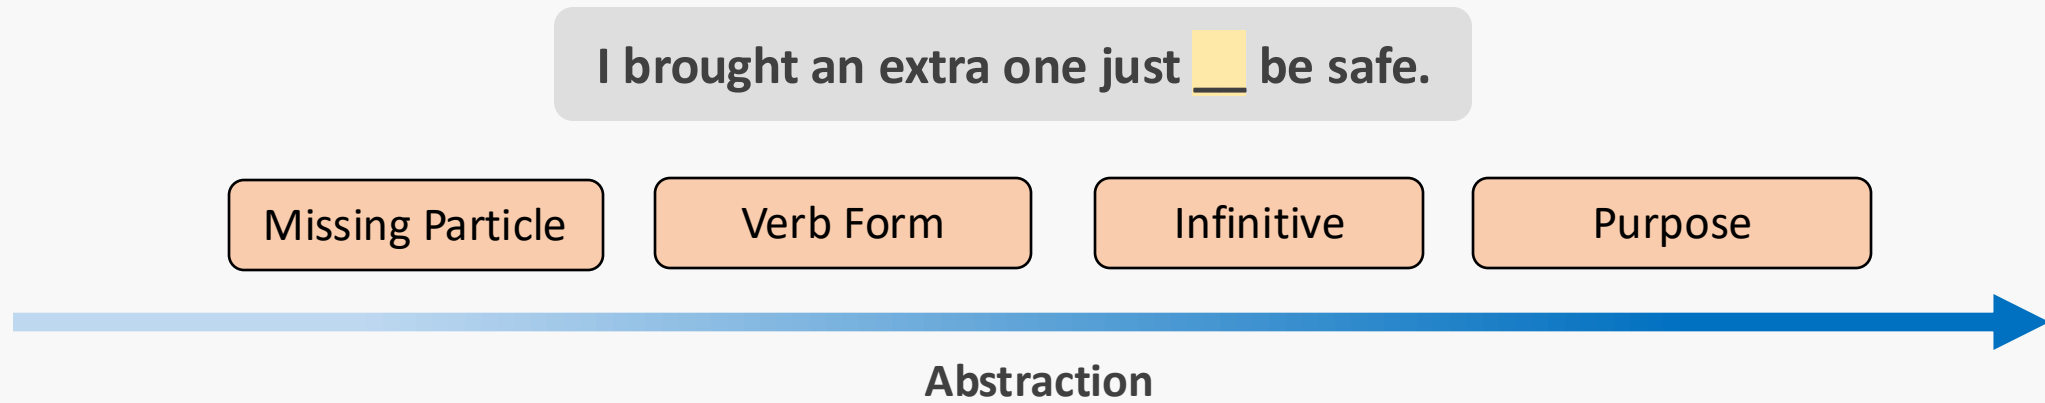 I brought an extra one just __ be safe.
Missing Particle
Verb Form
Infinitive
Purpose
Abstraction